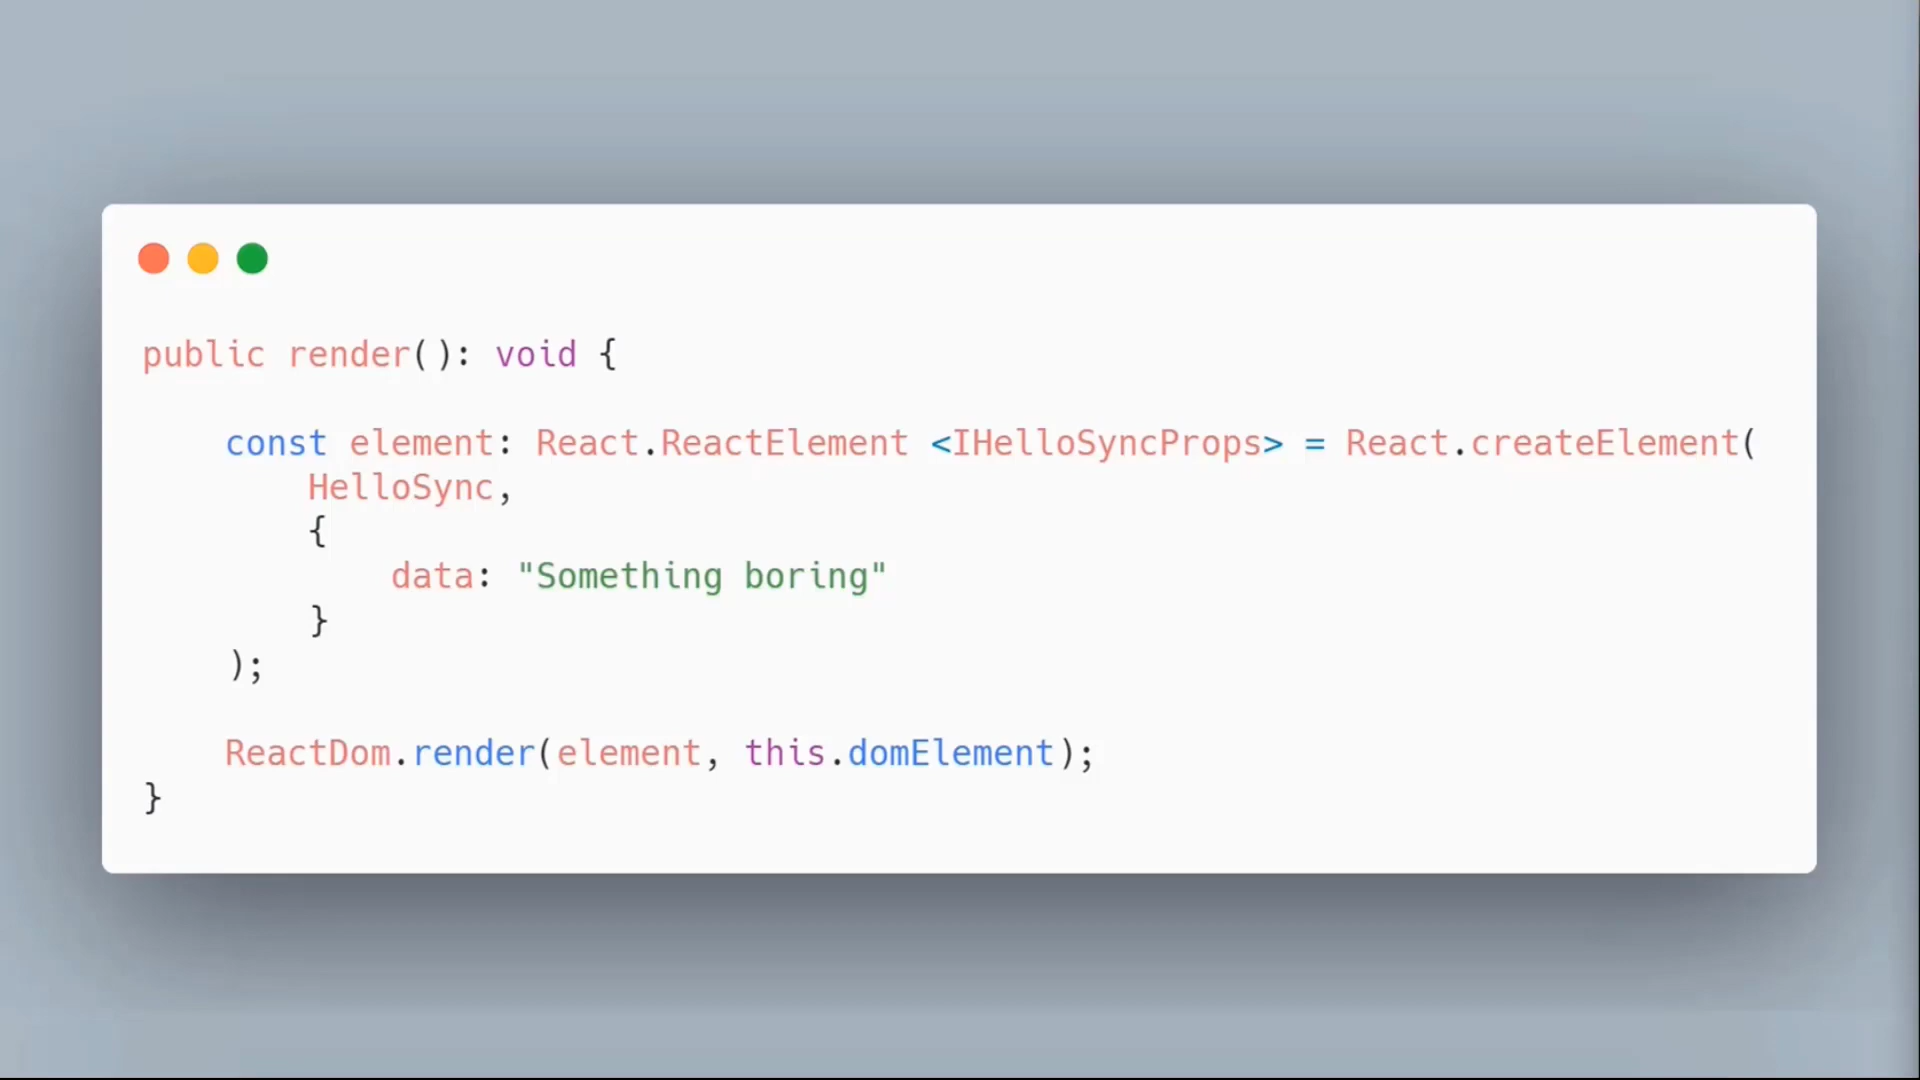 public render(): void {
const element: React.ReactElement <IHelloSyncProps> = React.createElement(
HelloSync,
{
data: "Something boring"
}
);
ReactDom.render(element, this.domElement);
}